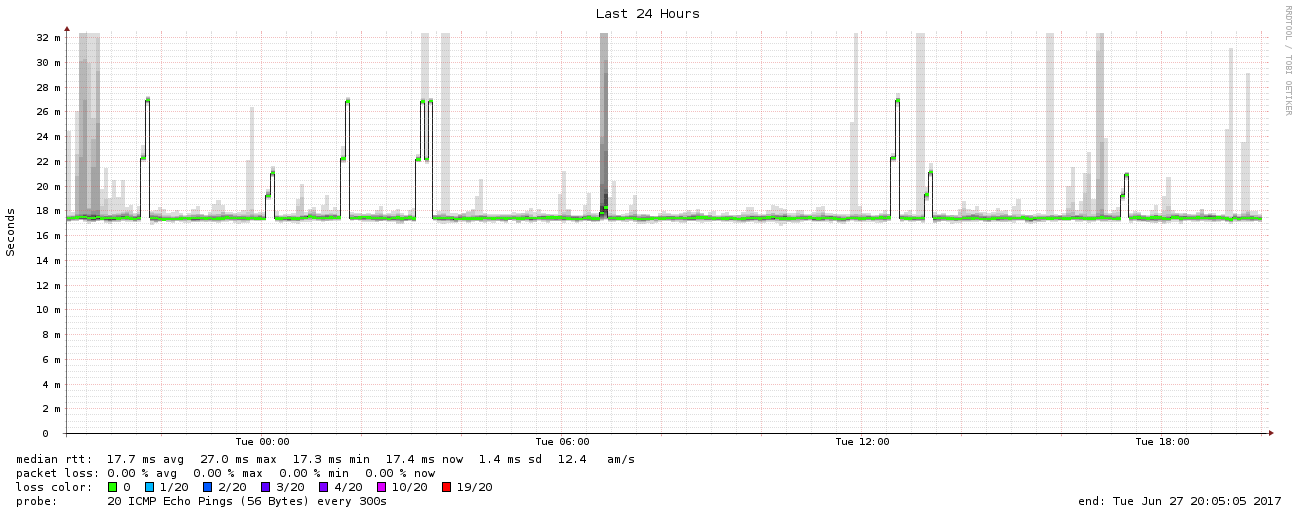 Last 24 Hours
RRDTOOL / TOBI OETIKER
Seconds
32 m
30 m
28 m
26 m
24 m
22 m
20 m
18 m
16 m
14 m
12 m
10 m
8 m
6 m
4 m
2 m
0
Tue 00:00 Tue 06:00 Tue 12:00 Tue 18:00
median rtt: 17.7 ms avg 27.0 ms max 17.3 ms min 17.4 ms now 1.4 ms sd 12.4 am/s
packet loss: 0.00 % avg 0.00 % max 0.00 % min 0.00 % now
loss color: 0 1/20 2/20 3/20 4/20 10/20 19/20
probe: 20 ICMP Echo Pings (56 Bytes) every 300s end: Tue Jun 27 20:05:05 2017